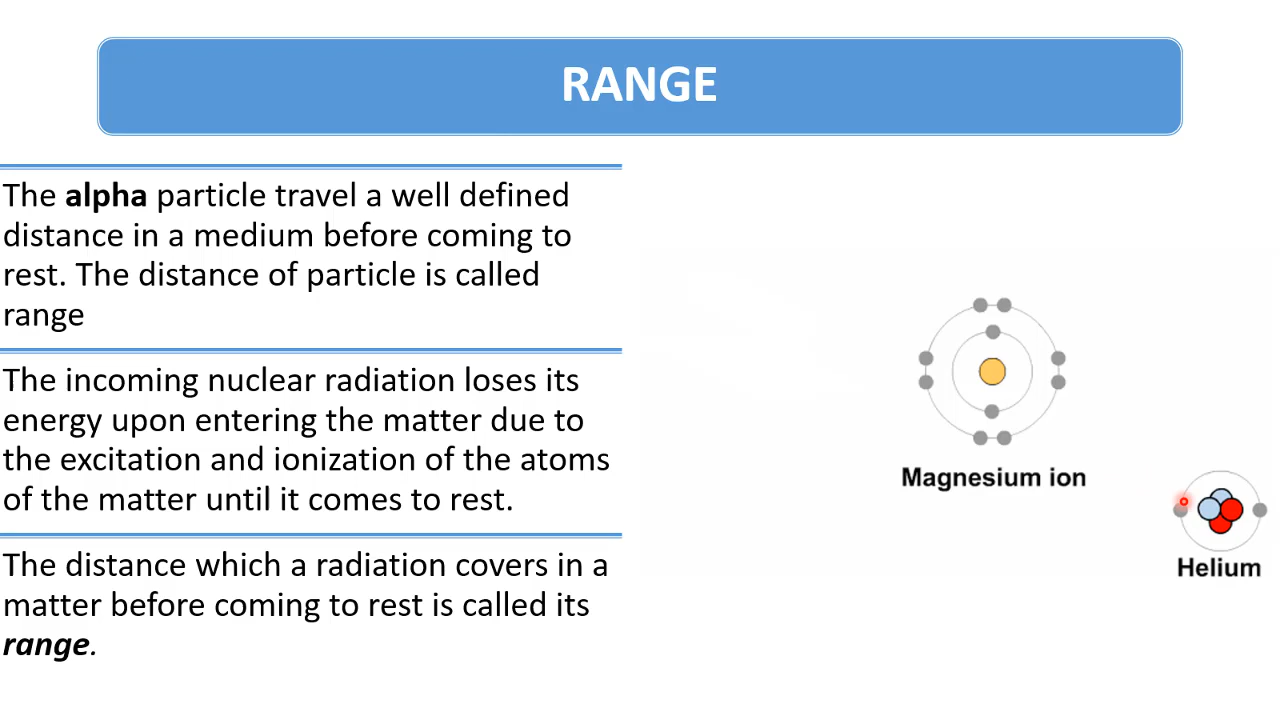 RANGE
The alpha particle travel a well defined
distance in a medium before coming to
rest. The distance of particle is called
range
The incoming nuclear radiation loses its
energy upon entering the matter due to
the excitation and ionization of the atoms
of the matter until it comes to rest.
The distance which a radiation covers in a
matter before coming to rest is called its
range.
Magnesium ion
Helium